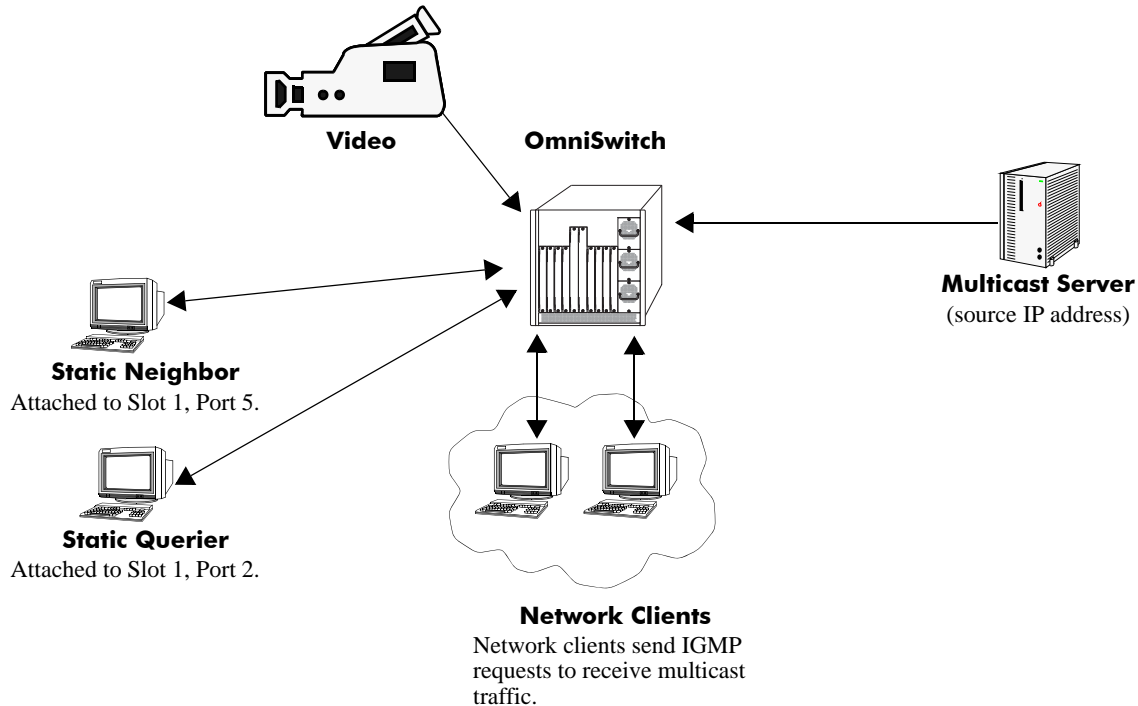 Video
OmniSwitch
Multicast Server
(source IP address)
Static Neighbor
Attached to Slot 1, Port 5.
Static Querier
Attached to Slot 1, Port 2.
Network Clients
Network clients send IGMP
requests to receive multicast
traffic.